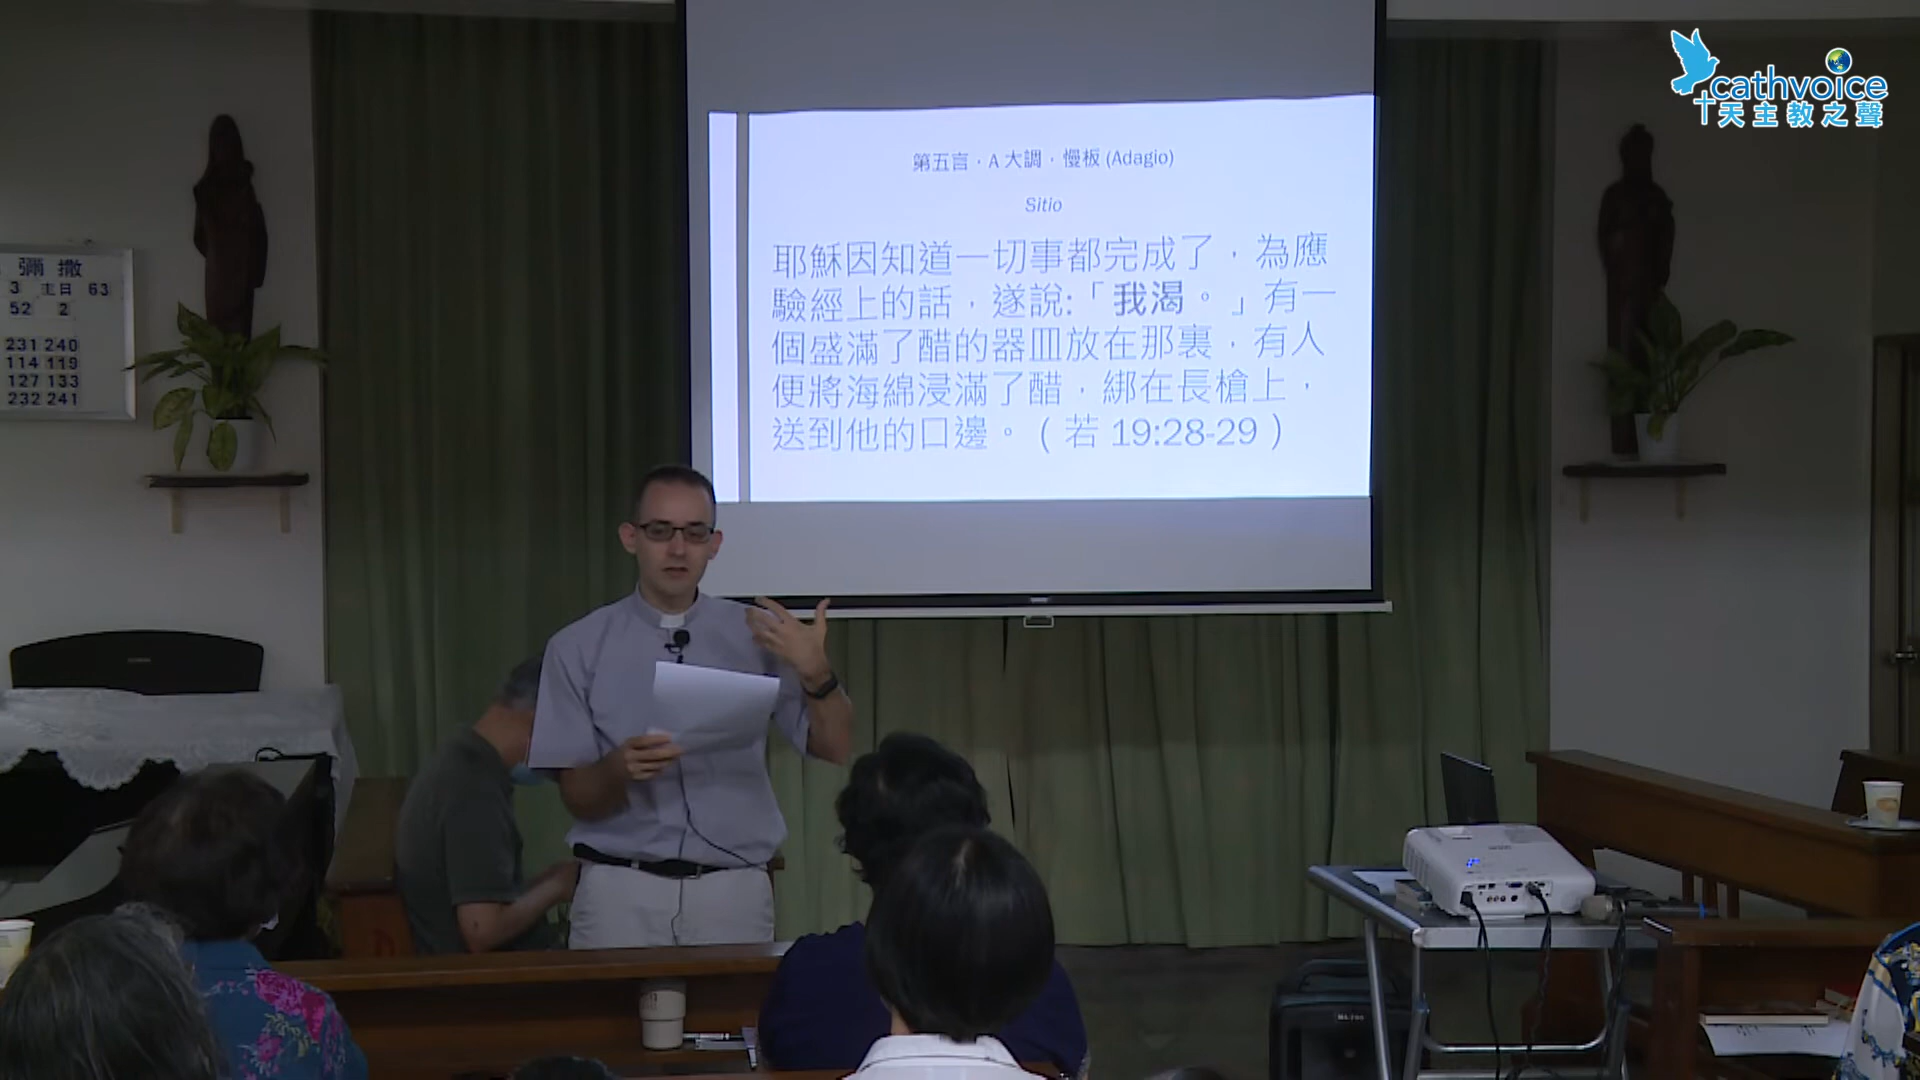 cathvoice
天主教之聲
第五言，A 大調，慢板 (Adagio)
Sitio
耶穌因知道一切事都完成了，為應
驗經上的話，遂說:「我渴。」有一
個盛滿了醋的器皿放在那裏，有人
便將海綿浸滿了醋，綁在長槍上，
送到他的口邊。（若 19:28-29）
彌撒
3 主日 63
52 2
231 240
114 119
127 133
232 241